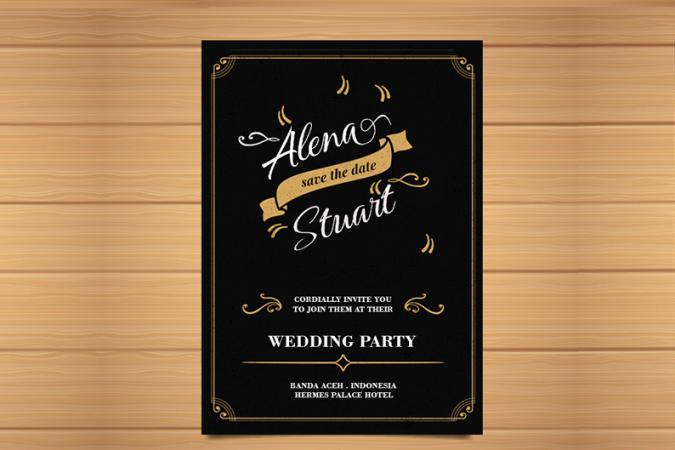 Alena
save the date
Stuart
CORDIALLY INVITE YOU
TO JOIN THEM AT THEIR
WEDDING PARTY
BANDA ACEH . INDONESIA
HERMES PALACE HOTEL